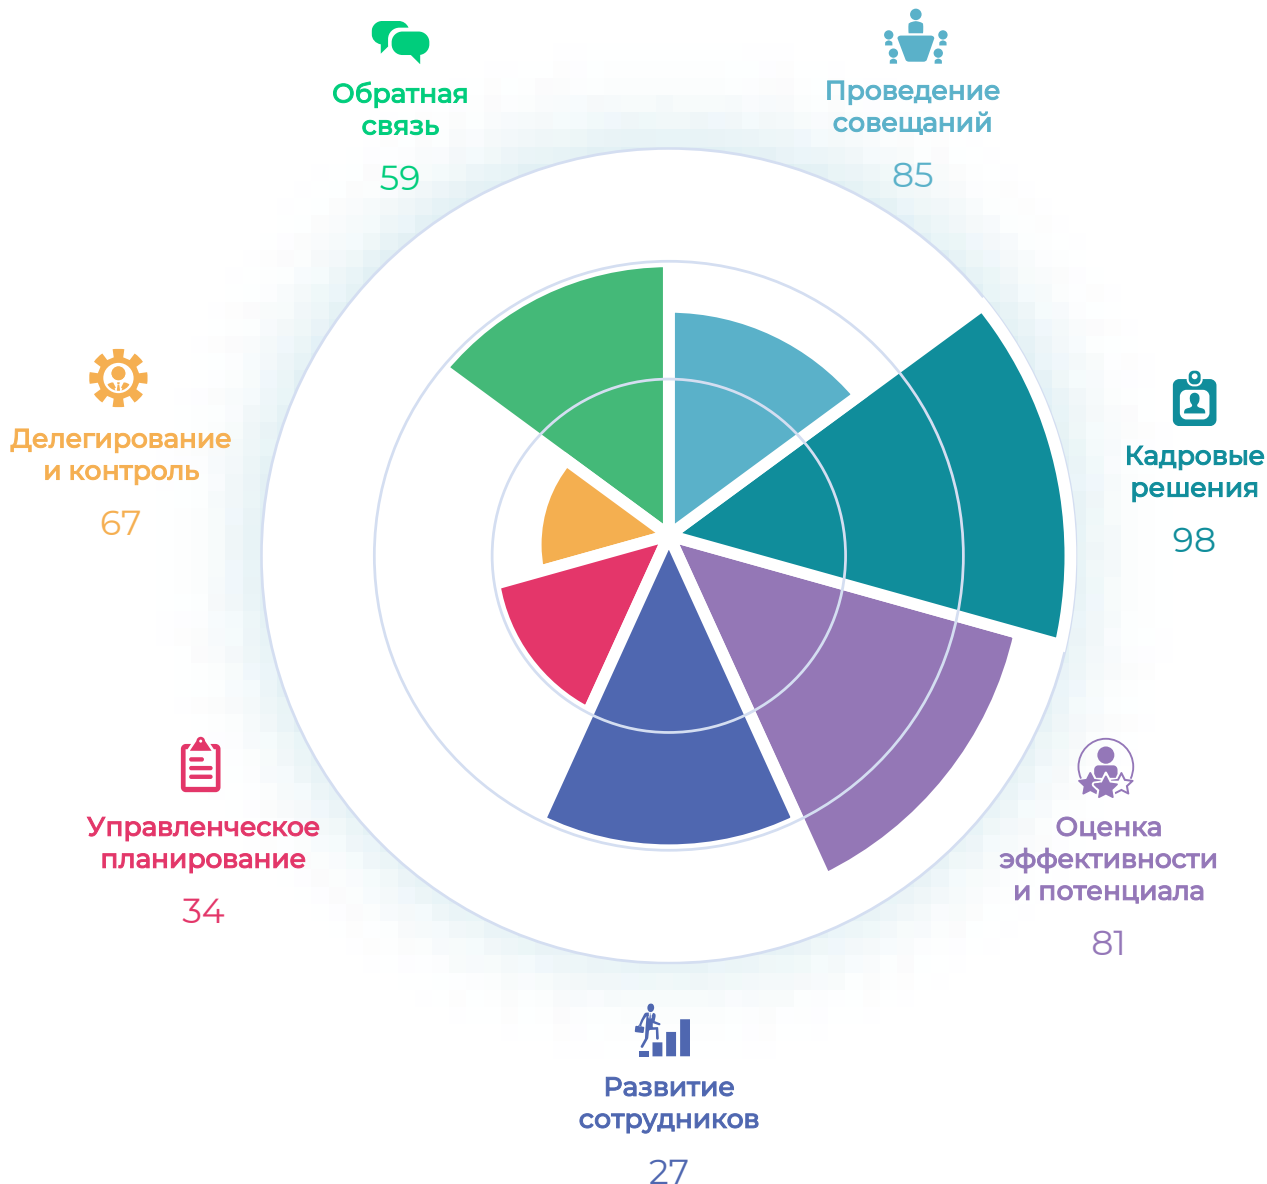 Обратная
связь
59
Проведение
совещаний
85
Делегирование
и контроль
67
Кадровые
решения
98
Управленческое
планирование
34
Оценка
эффективности
и потенциала
81
Развитие
сотрудников
27